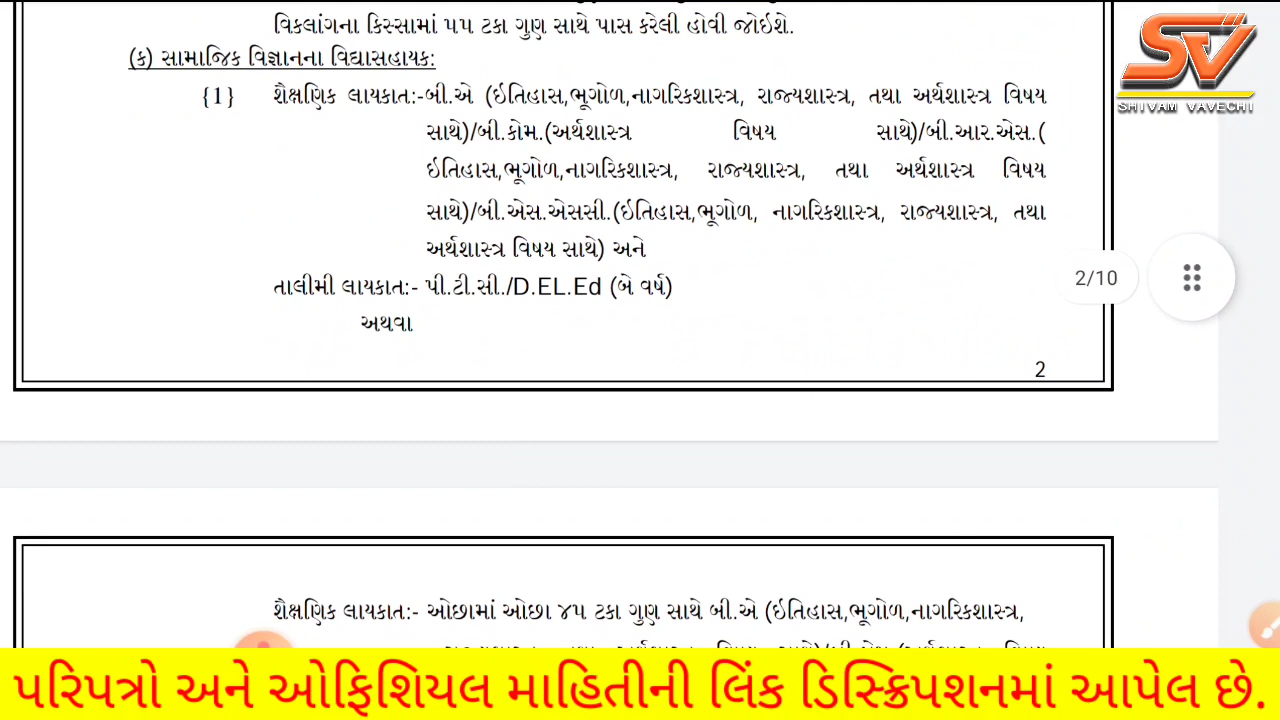 વિકલાંગના કિસ્સામાં ૫૫ ટકા ગુણ સાથે પાસ કરેલી હોવી જોઇશે.
(ક) સામાજિક વિજ્ઞાનના વિદ્યાસહાયક:
{1} શૈક્ષણિક લાયકાત:-બી.એ (ઇતિહાસ,ભૂગોળ,નાગરિકશાસ્ત્ર, રાજ્યશાસ્ત્ર, તથા અર્થશાસ્ત્ર વિષય
સાથે)/બી.કોમ.(અર્થશાસ્ત્ર વિષય સાથે)/બી.આર.એસ.(
ઇતિહાસ,ભૂગોળ,નાગરિકશાસ્ત્ર, રાજ્યશાસ્ત્ર, તથા અર્થશાસ્ત્ર વિષય
સાથે)/બી.એસ.એસસી.(ઇતિહાસ,ભૂગોળ, નાગરિકશાસ્ત્ર, રાજ્યશાસ્ત્ર, તથા
અર્થશાસ્ત્ર વિષય સાથે) અને
તાલીમી લાયકાત:- પી.ટી.સી./D.EL.Ed (બે વર્ષ)
અથવા
2
SV
SHIVAM VAVECHI
2/10
શૈક્ષણિક લાયકાત:- ઓછામાં ઓછા ૪૫ ટકા ગુણ સાથે બી.એ (ઇતિહાસ,ભૂગોળ,નાગરિકશાસ્ત્ર,
પરિપત્રો અને ઓફિશિયલ માહિતીની લિંક ડિસ્ક્રિપશનમાં આપેલ છે.